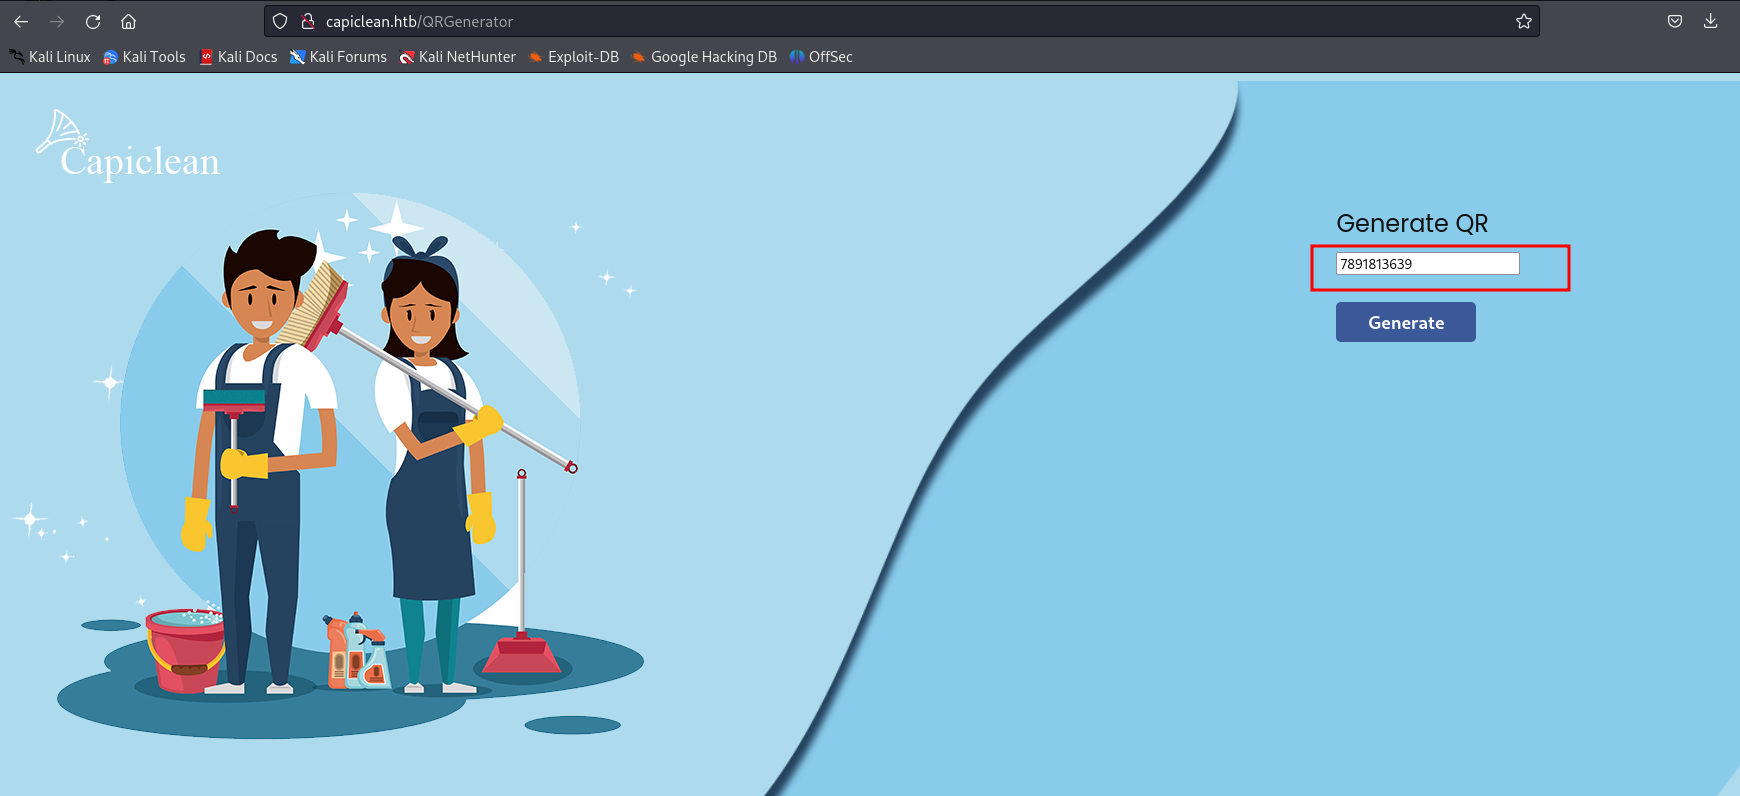 capiclean.htb/QRGenerator
Kali Linux Kali Tools Kali Docs Kali Forums Kali NetHunter Exploit-DB Google Hacking DB OffSec
Capiclean
Generate QR
7891813639
Generate